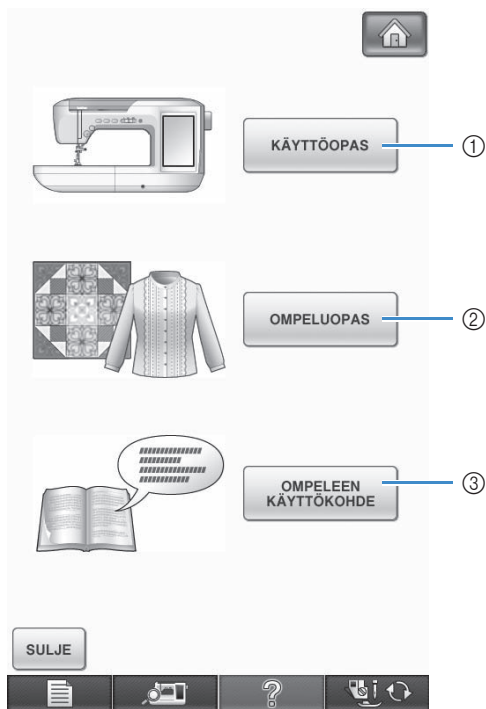 KÄYTTÖOPAS
①
OMPELUOPAS
②
OMPELEEN
KÄYTTÖKOHDE
③
SULJE
?